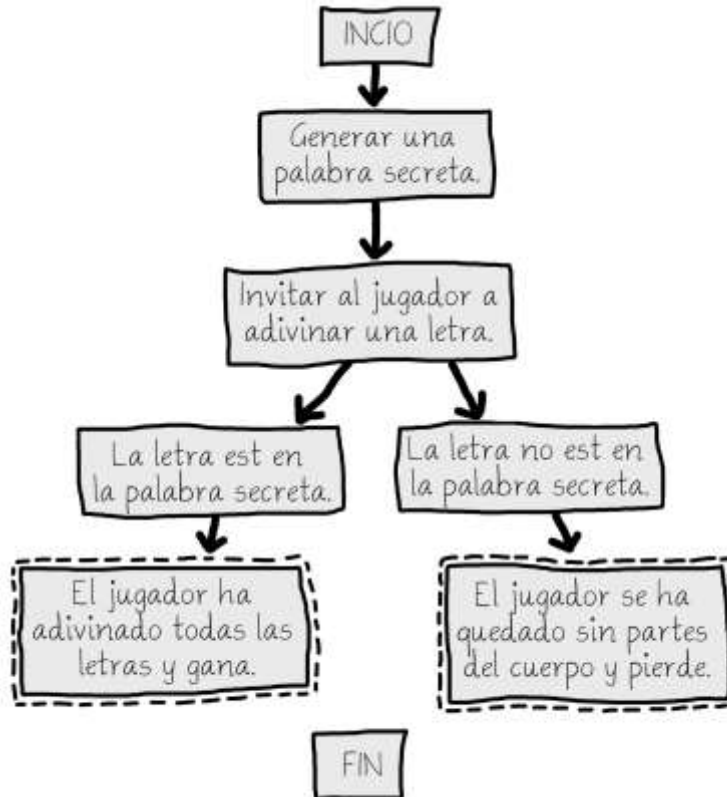 INCIO
Generar una
palabra secreta.
Invitar al jugador a
adivinar una letra.
La letra est en
la palabra secreta.
La letra no est en
la palabra secreta.
El jugador ha
adivinado todas las
letras y gana.
El jugador se ha
quedado sin partes
del cuerpo y pierde.
FIN